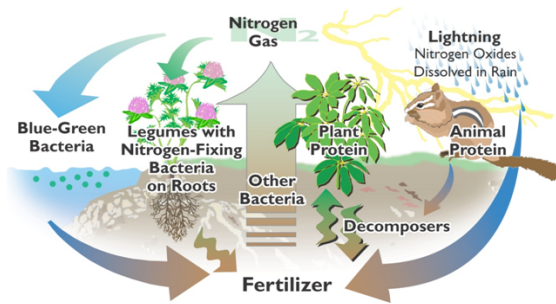 Nitrogen
Gas
N2
Lightning
Nitrogen Oxides
Dissolved in Rain
Blue-Green
Bacteria
Legumes with
Nitrogen-Fixing
Bacteria
on Roots
Plant
Protein
Animal
Protein
Other
Bacteria
Decomposers
Fertilizer